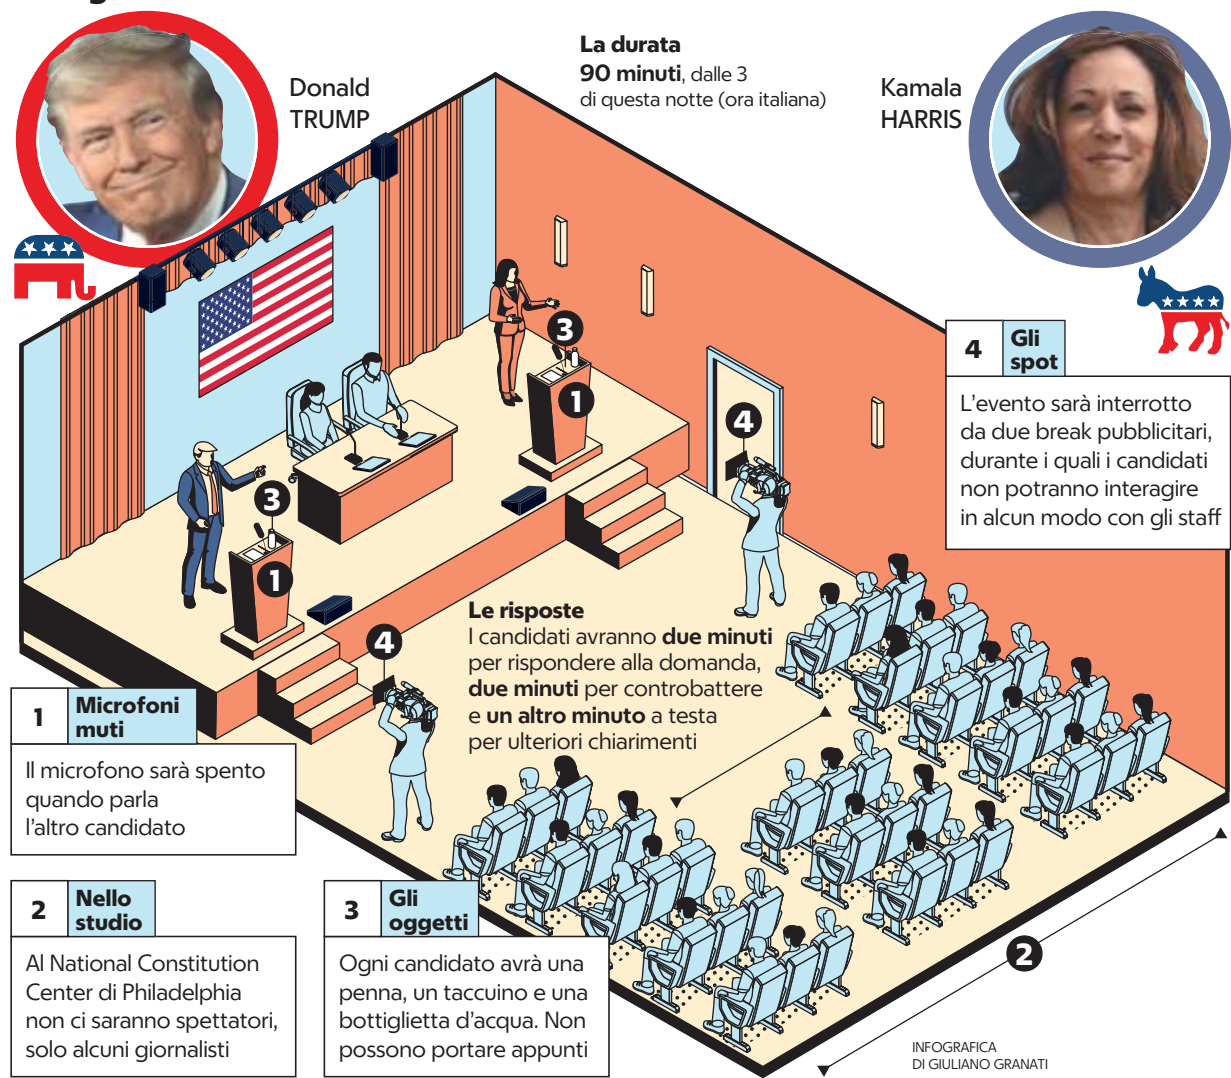 Donald
TRUMP
La durata
90 minuti, dalle 3
di questa notte (ora italiana)
Kamala
HARRIS
3
1
4
3
1
4
4 Gli
spot
L'evento sarà interrotto
da due break pubblicitari,
durante i quali i candidati
non potranno interagire
in alcun modo con gli staff
Le risposte
I candidati avranno due minuti
per rispondere alla domanda,
due minuti per controbattere
e un altro minuto a testa
per ulteriori chiarimenti
1 Microfoni
muti
Il microfono sarà spento
quando parla
l'altro candidato
2 Nello
studio
Al National Constitution
Center di Philadelphia
non ci saranno spettatori,
solo alcuni giornalisti
3 Gli
oggetti
Ogni candidato avrà una
penna, un taccuino e una
bottiglietta d'acqua. Non
possono portare appunti
2
INFOGRAFICA
DI GIULIANO GRANATI